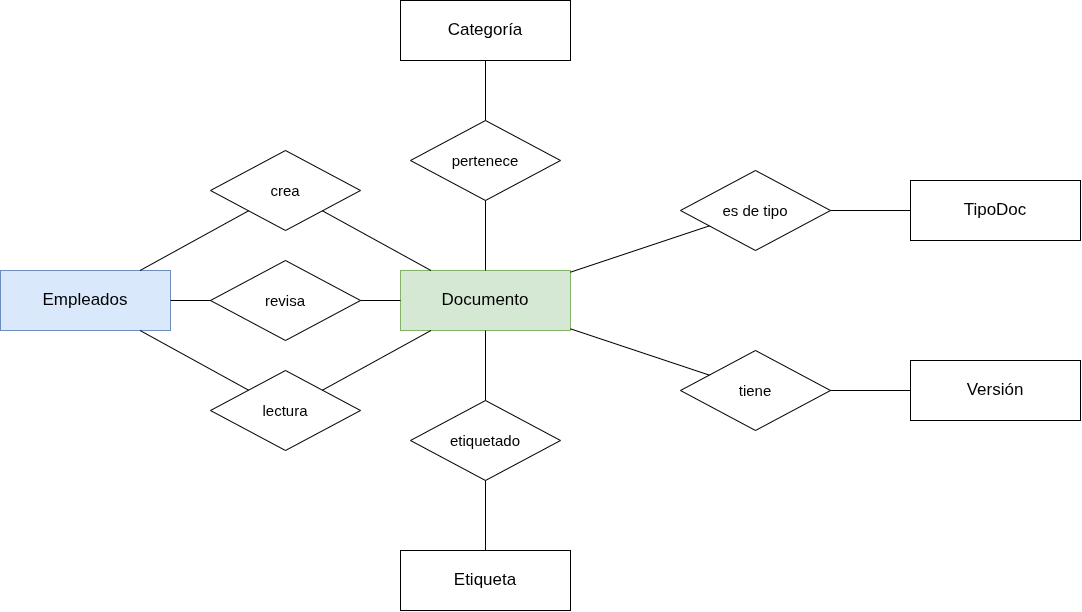 Categoría
pertenece
crea
es de tipo
TipoDoc
Empleados
revisa
Documento
tiene
Versión
lectura
etiquetado
Etiqueta